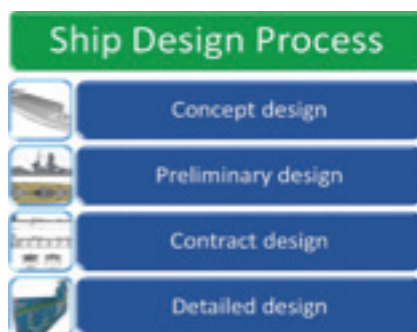 Ship Design Process
Concept design
Preliminary design
Contract design
Detailed design